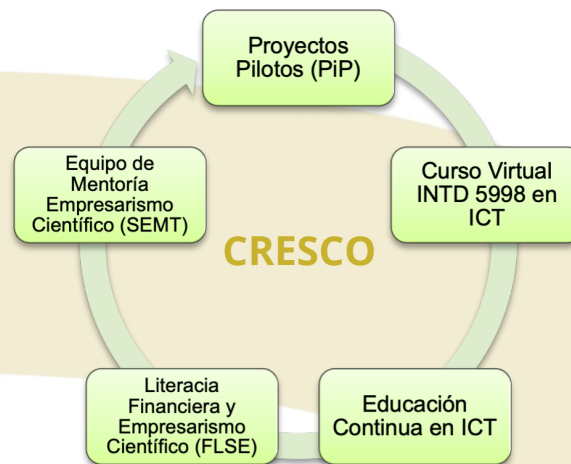 Proyectos
Pilotos (PiP)
Curso Virtual
INTD 5998 en
ICT
Educación
Continua en ICT
Literacia
Financiera y
Empresarismo
Científico (FLSE)
Equipo de
Mentoría
Empresarismo
Científico (SEMT)
CRESCO